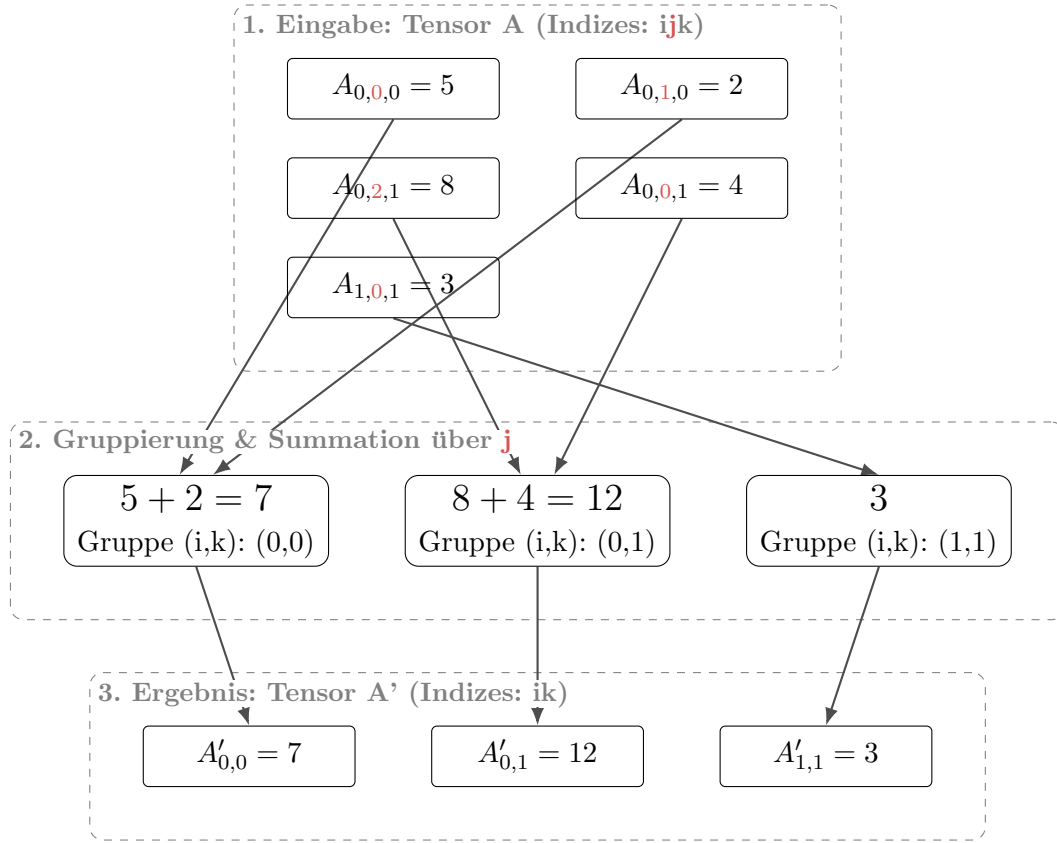 1. Eingabe: Tensor A (Indizes: ijk)
A_{0,0,0} = 5
A_{0,1,0} = 2
A_{0,2,1} = 8
A_{0,0,1} = 4
A_{1,0,1} = 3
2. Gruppierung & Summation über j
5 + 2 = 7
Gruppe (i,k): (0,0)
8 + 4 = 12
Gruppe (i,k): (0,1)
3
Gruppe (i,k): (1,1)
3. Ergebnis: Tensor A' (Indizes: ik)
A'_{0,0} = 7
A'_{0,1} = 12
A'_{1,1} = 3